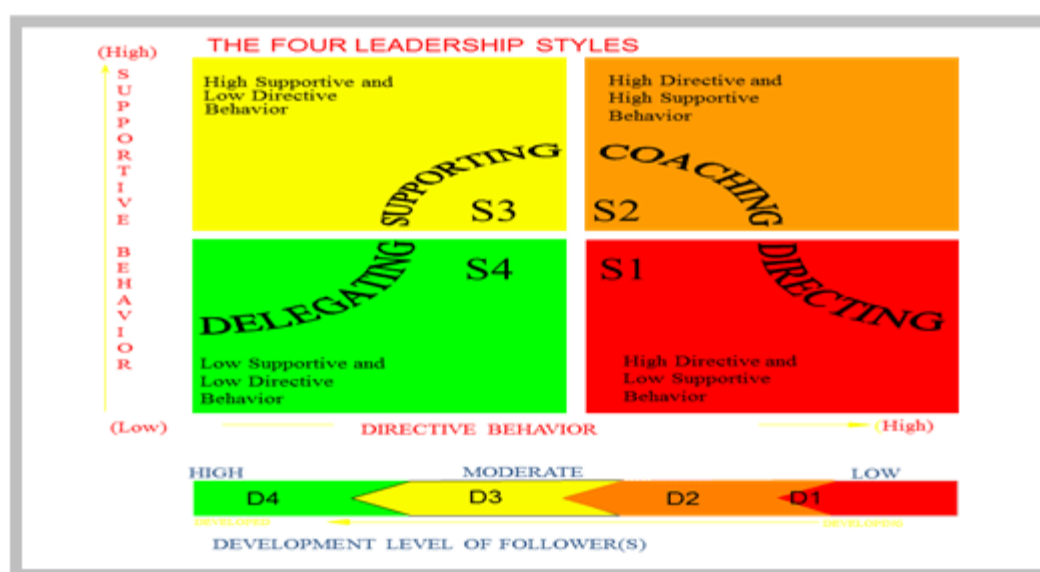 THE FOUR LEADERSHIP STYLES
(High)
SUPPORTIVE BEHAVIOR
High Supportive and
Low Directive
Behavior
SUPPORTING
S3
High Directive and
High Supportive
Behavior
COACHING
S2
DELEGATING
S4
Low Supportive and
Low Directive
Behavior
S1
DIRECTING
High Directive and
Low Supportive
Behavior
(Low)
DIRECTIVE BEHAVIOR
(High)
HIGH
MODERATE
LOW
D4
D3
D2
D1
DEVELOPED
DEVELOPING
DEVELOPMENT LEVEL OF FOLLOWER(S)